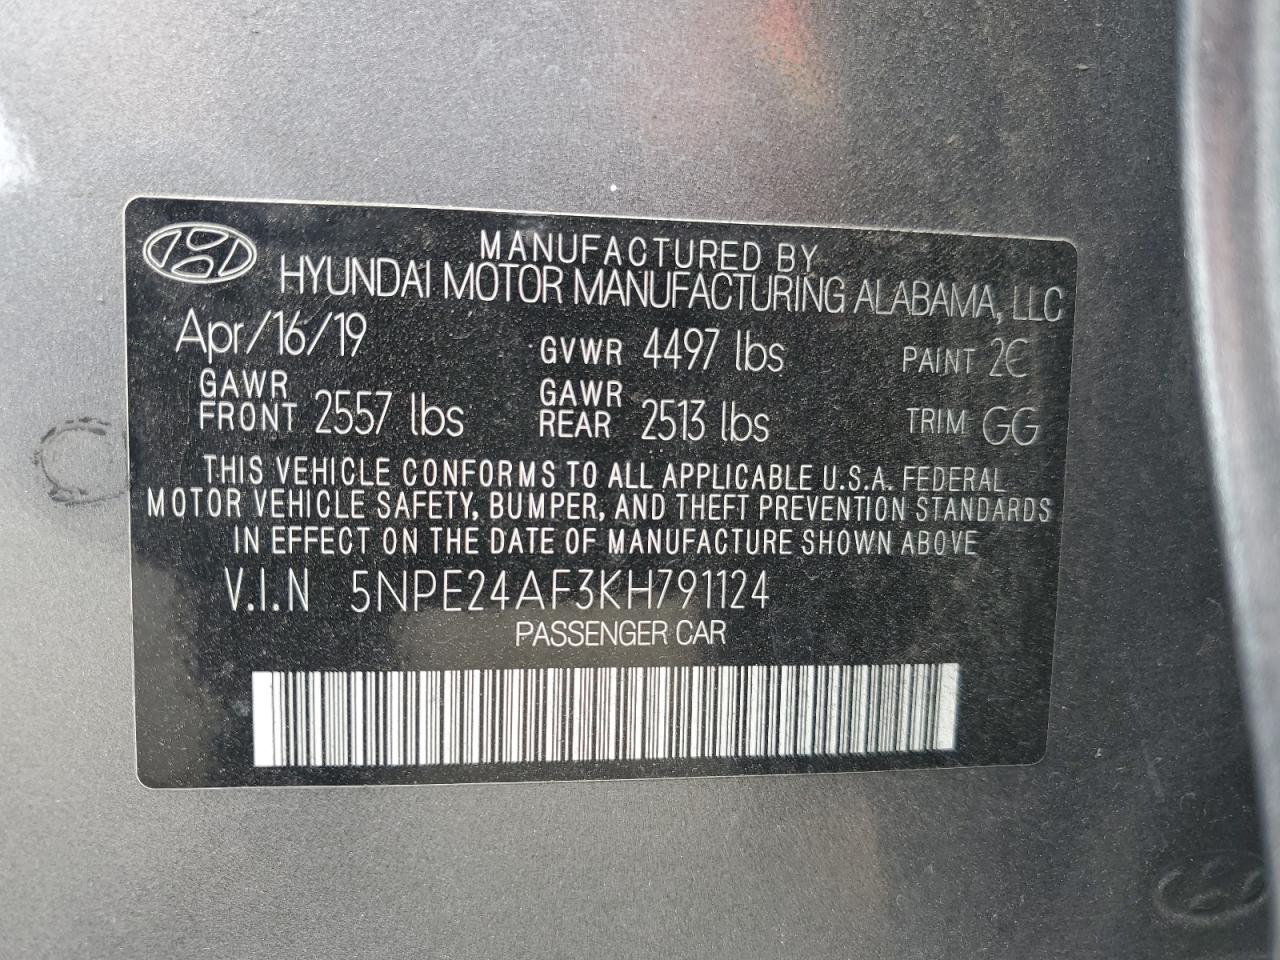 MANUFACTURED BY
HYUNDAI MOTOR MANUFACTURING ALABAMA, LLC
Apr/16/19 GVWR 4497 lbs PAINT 2C
GAWR FRONT 2557 lbs GAWR REAR 2513 lbs TRIM GG
THIS VEHICLE CONFORMS TO ALL APPLICABLE U.S.A. FEDERAL
MOTOR VEHICLE SAFETY, BUMPER, AND THEFT PREVENTION STANDARDS
IN EFFECT ON THE DATE OF MANUFACTURE SHOWN ABOVE
V.I.N 5NPE24AF3KH791124
PASSENGER CAR